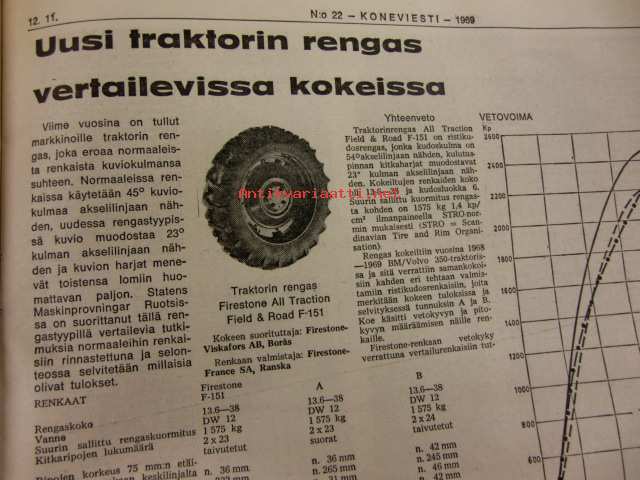 12. 11.
N:o 22 — KONEVIESTI — 1969
Uusi traktorin rengas
vertailevissa kokeissa
Viime vuosina on tullut
markkinoille traktorin ren-
gas, joka eroaa normaaleis-
ta renkaista kuviokulmansa
suhteen. Normaaleissa ren-
kaissa käytetään 45° kuvio-
kulmaa akselilinjaan näh-
den, uudessa rengastyypis-
sä kuvio muodostaa 23°
kulman akselilinjaan näh-
den ja kuvion harjat mene-
vät toistensa lomiin huo-
mattavan paljon. Statens
Maskinprovningar Ruotsis-
sa on suorittanut tällä ren-
gastyypillä vertailevia tutki-
muksia normaaleihin renkai-
siin rinnastettuna ja selon-
teossa selvitetään millaisia
olivat tulokset.
Antikvariaatti.net
Traktorin rengas
Firestone All Traction
Field & Road F-151
Kokeen suorituttaja: Firestone-
Viskafors AB, Borås
Renkaan valmistaja: Firestone-
France SA, Ranska
Yhteenveto
Traktorinrengas All Traction
Field & Road F-151 on ristiku-
dosrengas, jonka kudoskulma on
54° akselilinjaan nähden, kulutus-
pinnan kitkaharjat muodostavat
23° kulman akselilinjaan näh-
den. Kokeiltujen renkaiden koko
oli 13.6—38 ja kudosluokka 6.
Suurin sallittu kuormitus rengas-
ta kohden on 1575 kg 1,4 kp/
cm² ilmanpaineella STRO-nor-
min mukaisesti (STRO = Scan-
dinavian Tire and Rim Organi-
sation).
Rengas kokeiltiin vuosina 1968
—1969 BM/Volvo 350-traktoris-
sa ja sitä verrattiin samankokoi-
siin kahden eri tehtaan valmis-
tamiin ristikudosrenkaisiin, joita
merkitään kokeen tuloksissa ja
selvityksessä tunnuksin A ja B.
Koe käsitti vetokyvyn ja pito-
kyvyn määräämisen näille ren-
kaille.
Firestone-renkaan vetokyky
verrattuna vertailurenkaisiin tut-
VETOVOIMA
Kp
2600
2400
2200
2000
1800
1600
1400
1200
1000
800
600
RENKAAT
Firestone
F-151
A
B
Rengaskoko
13.6—38
13.6—38
13.6—38
Vanne
DW 12
DW 12
DW 12
Suurin sallittu rengaskuormitus
1 575 kg
1 575 kg
1 575 kg
Kitkaripojen lukumäärä
2 x 23
2 x 23
2 x 24
taivutetut
suorat
taivutetut
Ripojen korkeus 75 mm:n etäi-
n. 36 mm
n. 36 mm
n. 42 mm
n. 265 mm
n. 245 mm
n. 31 mm
n. 46 mm
n. 42 mm